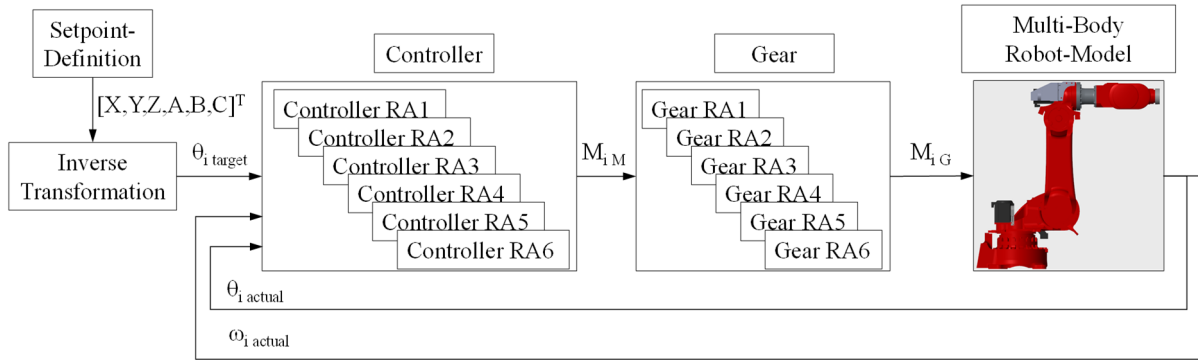 Setpoint-
Definition
[X,Y,Z,A,B,C]ᵀ
Inverse
Transformation
θi target
Controller
Controller RA1
Controller RA2
Controller RA3
Controller RA4
Controller RA5
Controller RA6
Mi M
Gear
Gear RA1
Gear RA2
Gear RA3
Gear RA4
Gear RA5
Gear RA6
Mi G
Multi-Body
Robot-Model
θi actual
ωi actual